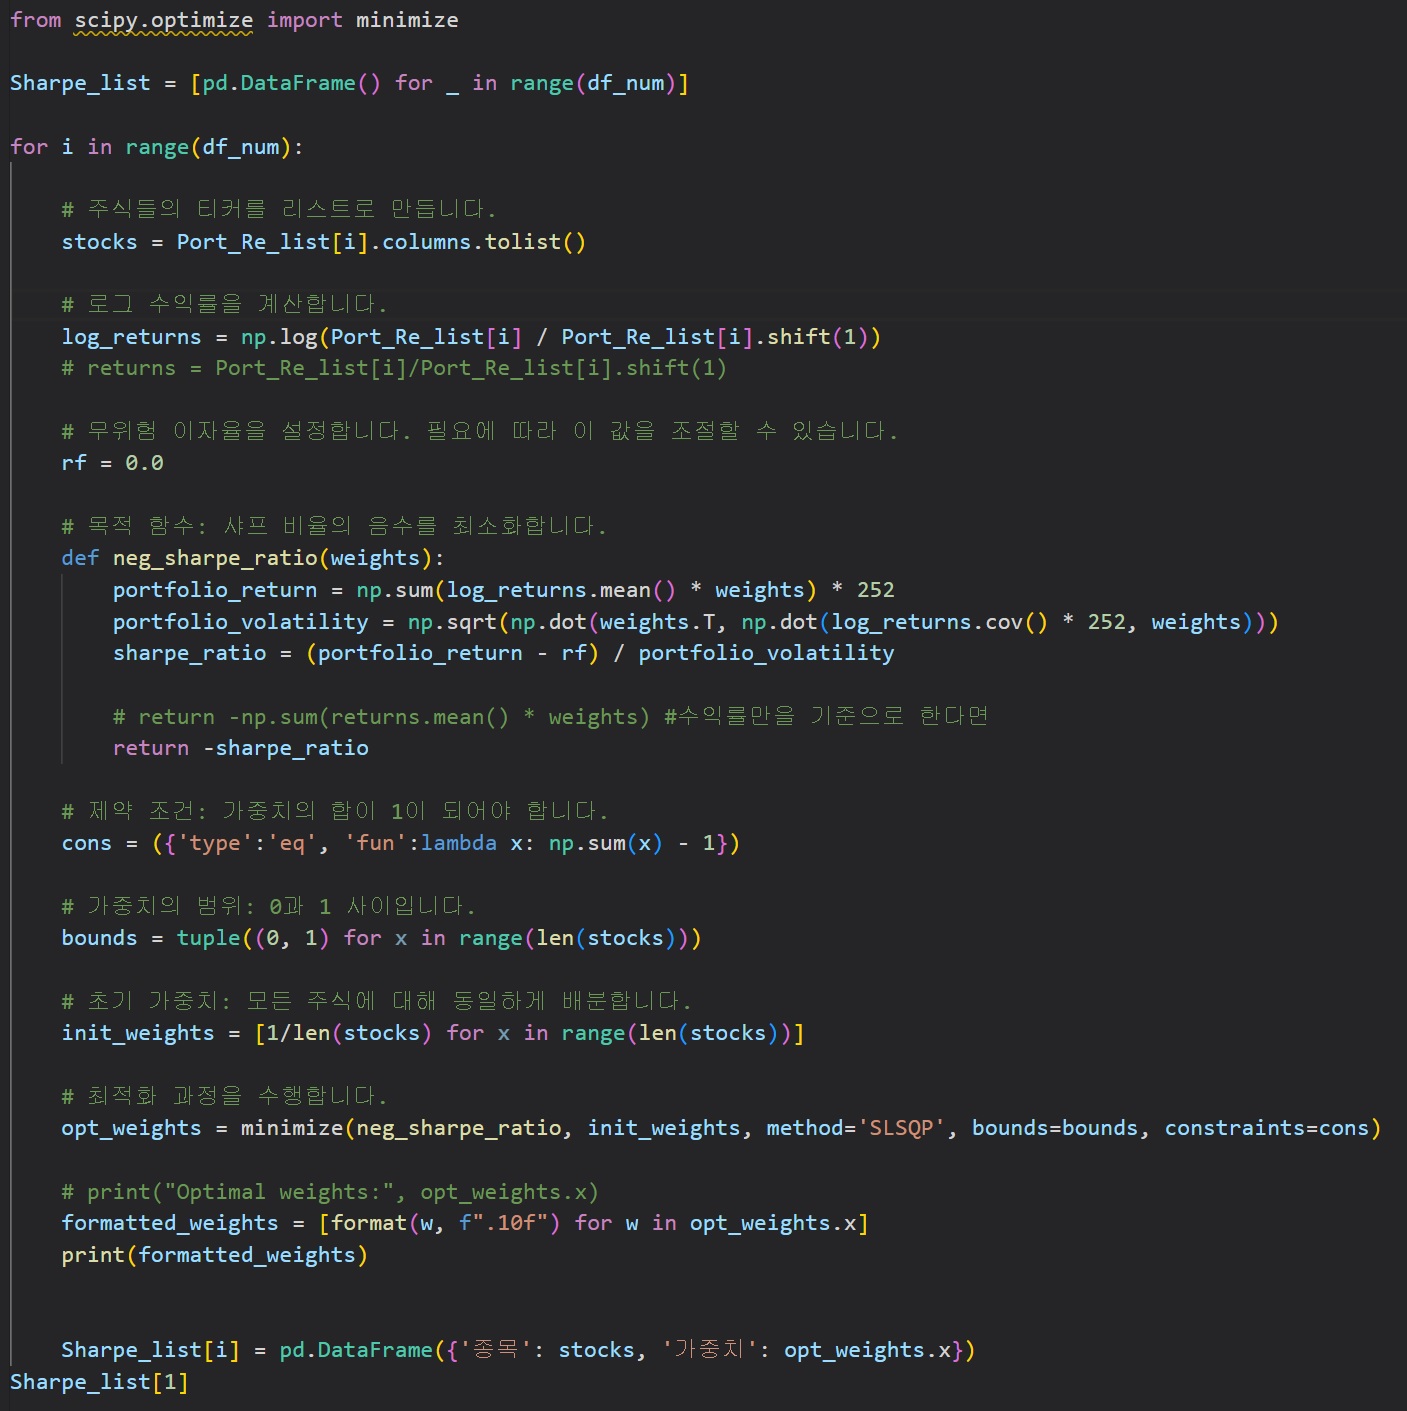 from scipy.optimize import minimize
Sharpe_list = [pd.DataFrame() for _ in range(df_num)]
for i in range(df_num):
# 주식들의 티커를 리스트로 만듭니다.
stocks = Port_Re_list[i].columns.tolist()
# 로그 수익률을 계산합니다.
log_returns = np.log(Port_Re_list[i] / Port_Re_list[i].shift(1))
# returns = Port_Re_list[i]/Port_Re_list[i].shift(1)
# 무위험 이자율을 설정합니다. 필요에 따라 이 값을 조절할 수 있습니다.
rf = 0.0
# 목적 함수: 샤프 비율의 음수를 최소화합니다.
def neg_sharpe_ratio(weights):
portfolio_return = np.sum(log_returns.mean() * weights) * 252
portfolio_volatility = np.sqrt(np.dot(weights.T, np.dot(log_returns.cov() * 252, weights)))
sharpe_ratio = (portfolio_return - rf) / portfolio_volatility
# return -np.sum(returns.mean() * weights) #수익률만을 기준으로 한다면
return -sharpe_ratio
# 제약 조건: 가중치의 합이 1이 되어야 합니다.
cons = ({'type':'eq', 'fun':lambda x: np.sum(x) - 1})
# 가중치의 범위: 0과 1 사이입니다.
bounds = tuple((0, 1) for x in range(len(stocks)))
# 초기 가중치: 모든 주식에 대해 동일하게 배분합니다.
init_weights = [1/len(stocks) for x in range(len(stocks))]
# 최적화 과정을 수행합니다.
opt_weights = minimize(neg_sharpe_ratio, init_weights, method='SLSQP', bounds=bounds, constraints=cons)
# print("Optimal weights:", opt_weights.x)
formatted_weights = [format(w, f".10f") for w in opt_weights.x]
print(formatted_weights)
Sharpe_list[i] = pd.DataFrame({'종목': stocks, '가중치': opt_weights.x})
Sharpe_list[1]